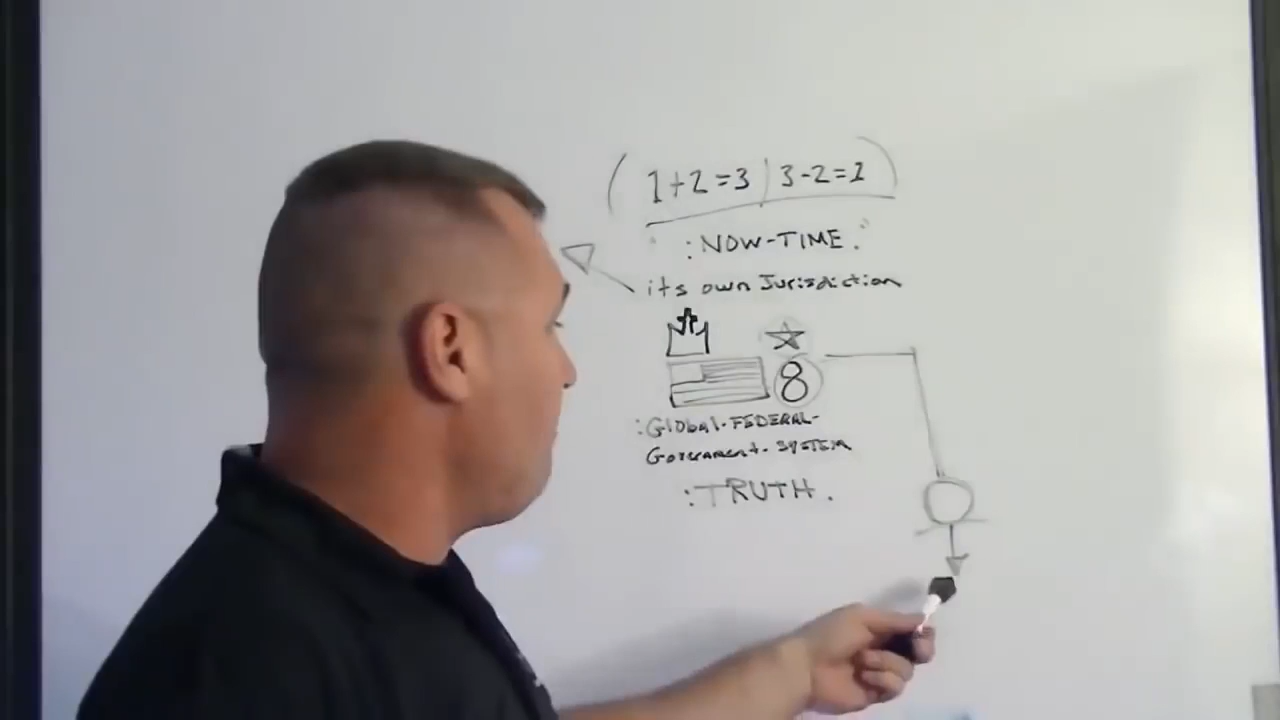 ( 1+2=3 | 3-2=1 )
" :NOW-TIME. "
its own Jurisdiction
8
:Global-FEDERAL-
Government-SYSTEM
:TRUTH.